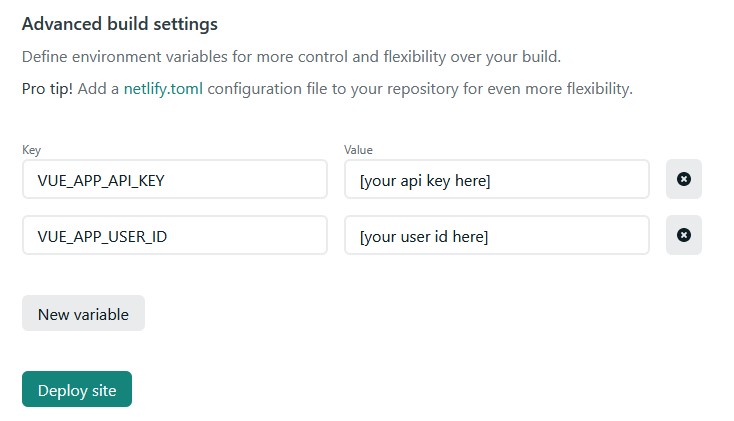 Advanced build settings
Define environment variables for more control and flexibility over your build.
Pro tip! Add a netlify.toml configuration file to your repository for even more flexibility.
Key Value
VUE_APP_API_KEY [your api key here]
VUE_APP_USER_ID [your user id here]
New variable
Deploy site